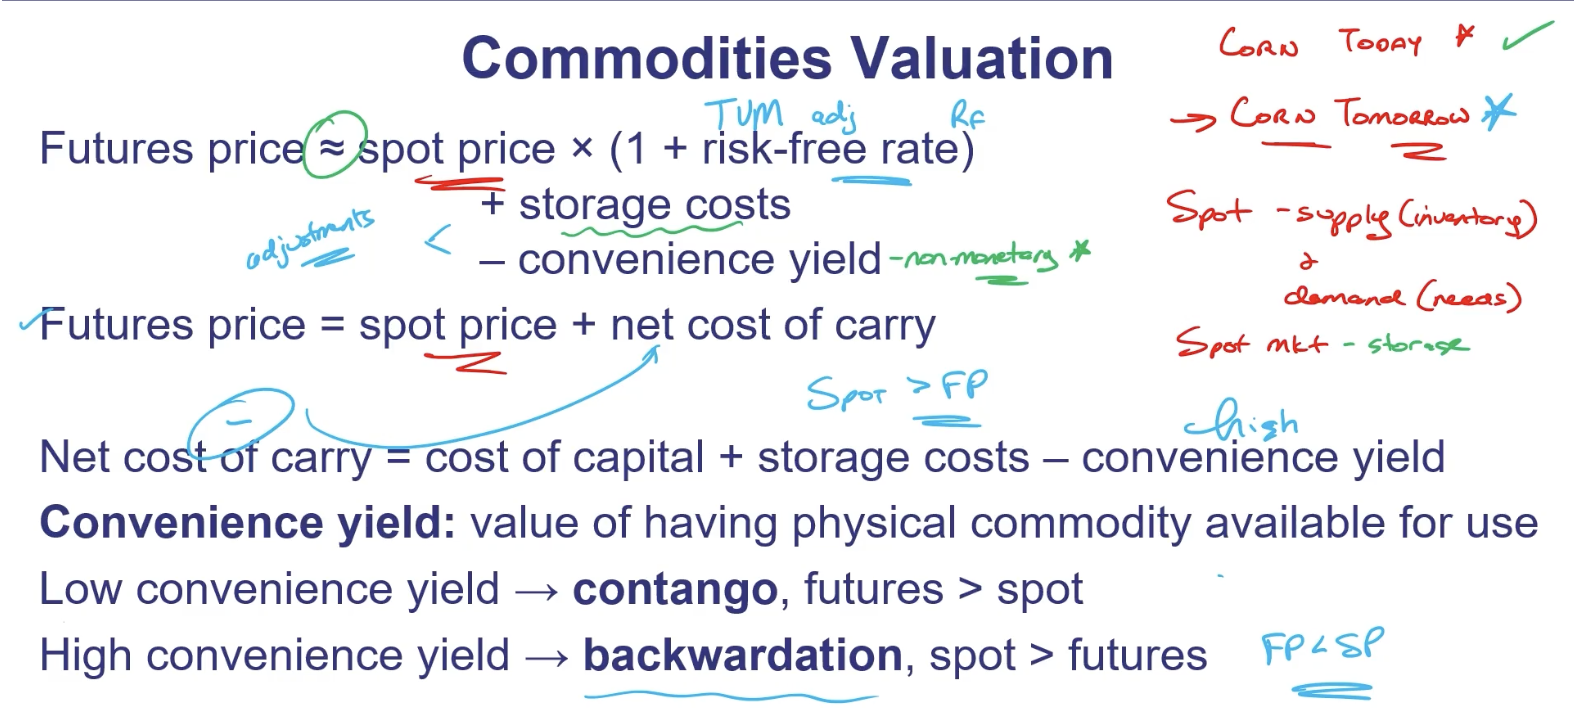 Commodities Valuation
CORN TODAY * ✓
TVM adj RF
→ CORN TOMORROW *
Futures price ≈ spot price × (1 + risk-free rate)
+ storage costs
adjustments <
– convenience yield - non-monetary *
Spot - supply (inventory)
&
demand (needs)
Spot mkt - storage
✓ Futures price = spot price + net cost of carry
Spot > FP
–
high
Net cost of carry = cost of capital + storage costs – convenience yield
Convenience yield: value of having physical commodity available for use
Low convenience yield → contango, futures > spot
High convenience yield → backwardation, spot > futures FP < SP